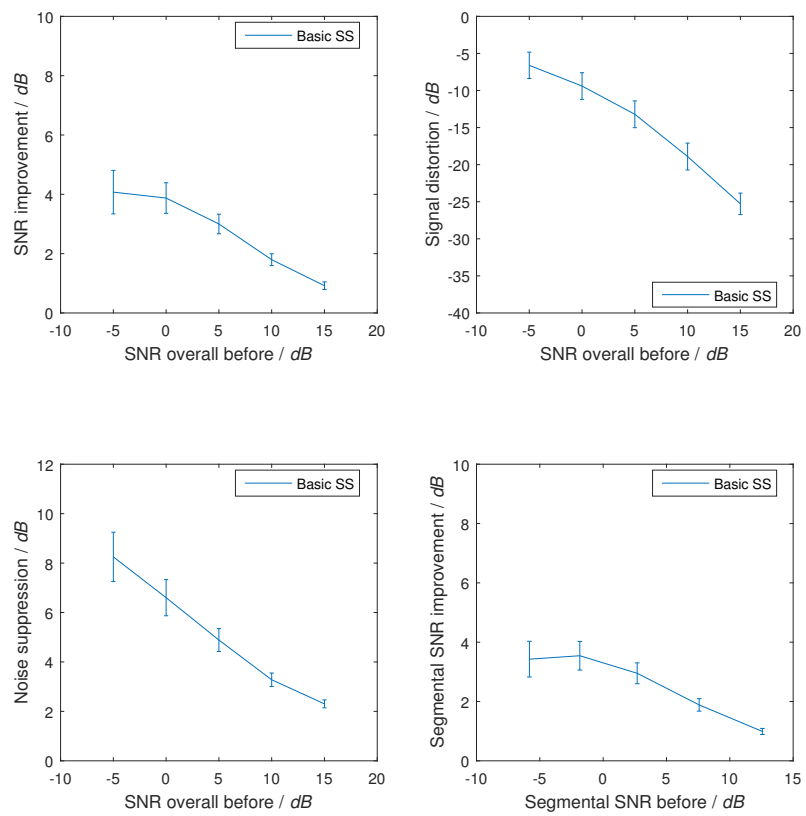 10
8
6
4
2
0
-10 -5 0 5 10 15 20
SNR improvement / dB
SNR overall before / dB
Basic SS
0
-5
-10
-15
-20
-25
-30
-35
-40
-10 -5 0 5 10 15 20
Signal distortion / dB
SNR overall before / dB
Basic SS
12
10
8
6
4
2
0
-10 -5 0 5 10 15 20
Noise suppression / dB
SNR overall before / dB
Basic SS
10
8
6
4
2
0
-10 -5 0 5 10 15
Segmental SNR improvement / dB
Segmental SNR before / dB
Basic SS